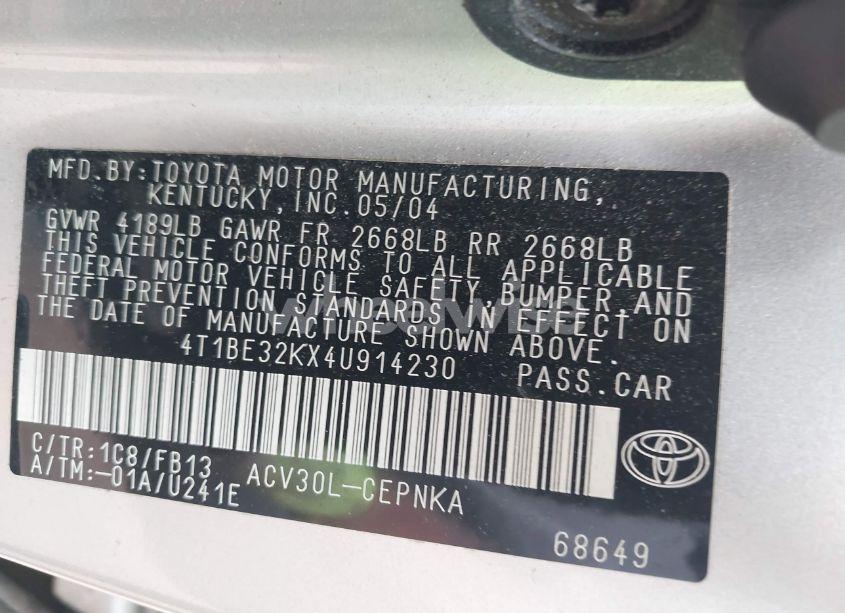 MFD.BY:TOYOTA MOTOR MANUFACTURING,
KENTUCKY,INC.05/04
GVWR 4189LB GAWR FR 2668LB RR 2668LB
THIS VEHICLE CONFORMS TO ALL APPLICABLE
FEDERAL MOTOR VEHICLE SAFETY,BUMPER,AND
THEFT PREVENTION STANDARDS IN EFFECT ON
THE DATE OF MANUFACTURE SHOWN ABOVE.
4T1BE32KX4U914230 PASS.CAR
C/TR:1C8/FB13
A/TM:-01A/U241E
ACV30L-CEPNKA
68649